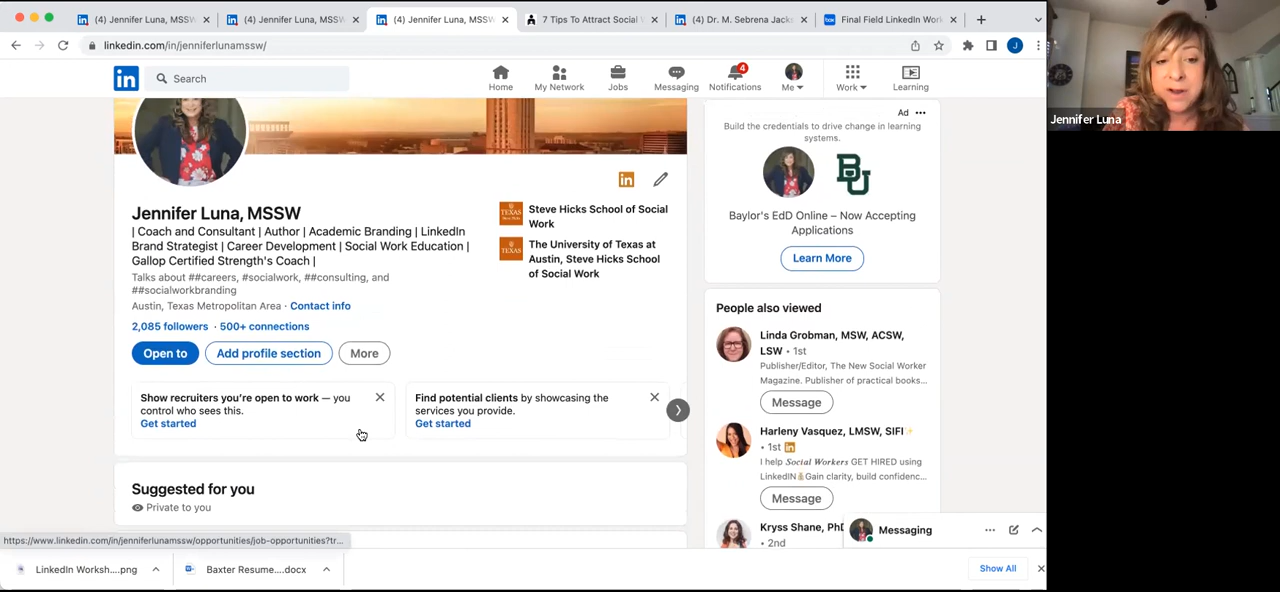 (4) Jennifer Luna, MSSW
(4) Jennifer Luna, MSSW
(4) Jennifer Luna, MSSW
7 Tips To Attract Social
(4) Dr. M. Sebrena Jacks
Final Field LinkedIn Work
linkedin.com/in/jenniferlunamssw/
J
in
Search
Home
My Network
Jobs
Messaging
4
Notifications
Me
Work
Learning
Jennifer Luna
Jennifer Luna, MSSW
| Coach and Consultant | Author | Academic Branding | LinkedIn
Brand Strategist | Career Development | Social Work Education |
Gallop Certified Strength's Coach |
Talks about ##careers, #socialwork, ##consulting, and
##socialworkbranding
Austin, Texas Metropolitan Area · Contact info
2,085 followers · 500+ connections
Open to
Add profile section
More
in
TEXAS
Steve Hicks School of Social
Work
TEXAS
The University of Texas at
Austin, Steve Hicks School
of Social Work
Show recruiters you're open to work — you
control who sees this.
Get started
Find potential clients by showcasing the
services you provide.
Get started
Suggested for you
Private to you
Ad
Build the credentials to drive change in learning
systems.
BU
Baylor's EdD Online – Now Accepting
Applications
Learn More
People also viewed
Linda Grobman, MSW, ACSW,
LSW • 1st
Publisher/Editor, The New Social Worker
Magazine. Publisher of practical books...
Message
Harleny Vasquez, LMSW, SIFI
• 1st in
I help Social Workers GET HIRED using
LinkedIN Gain clarity, build confidenc...
Message
Kryss Shane, PhD
• 2nd
Messaging
https://www.linkedin.com/in/jenniferlunamssw/opportunities/job-opportunities?tr...
LinkedIn Worksh....png
Baxter Resume....docx
Show All